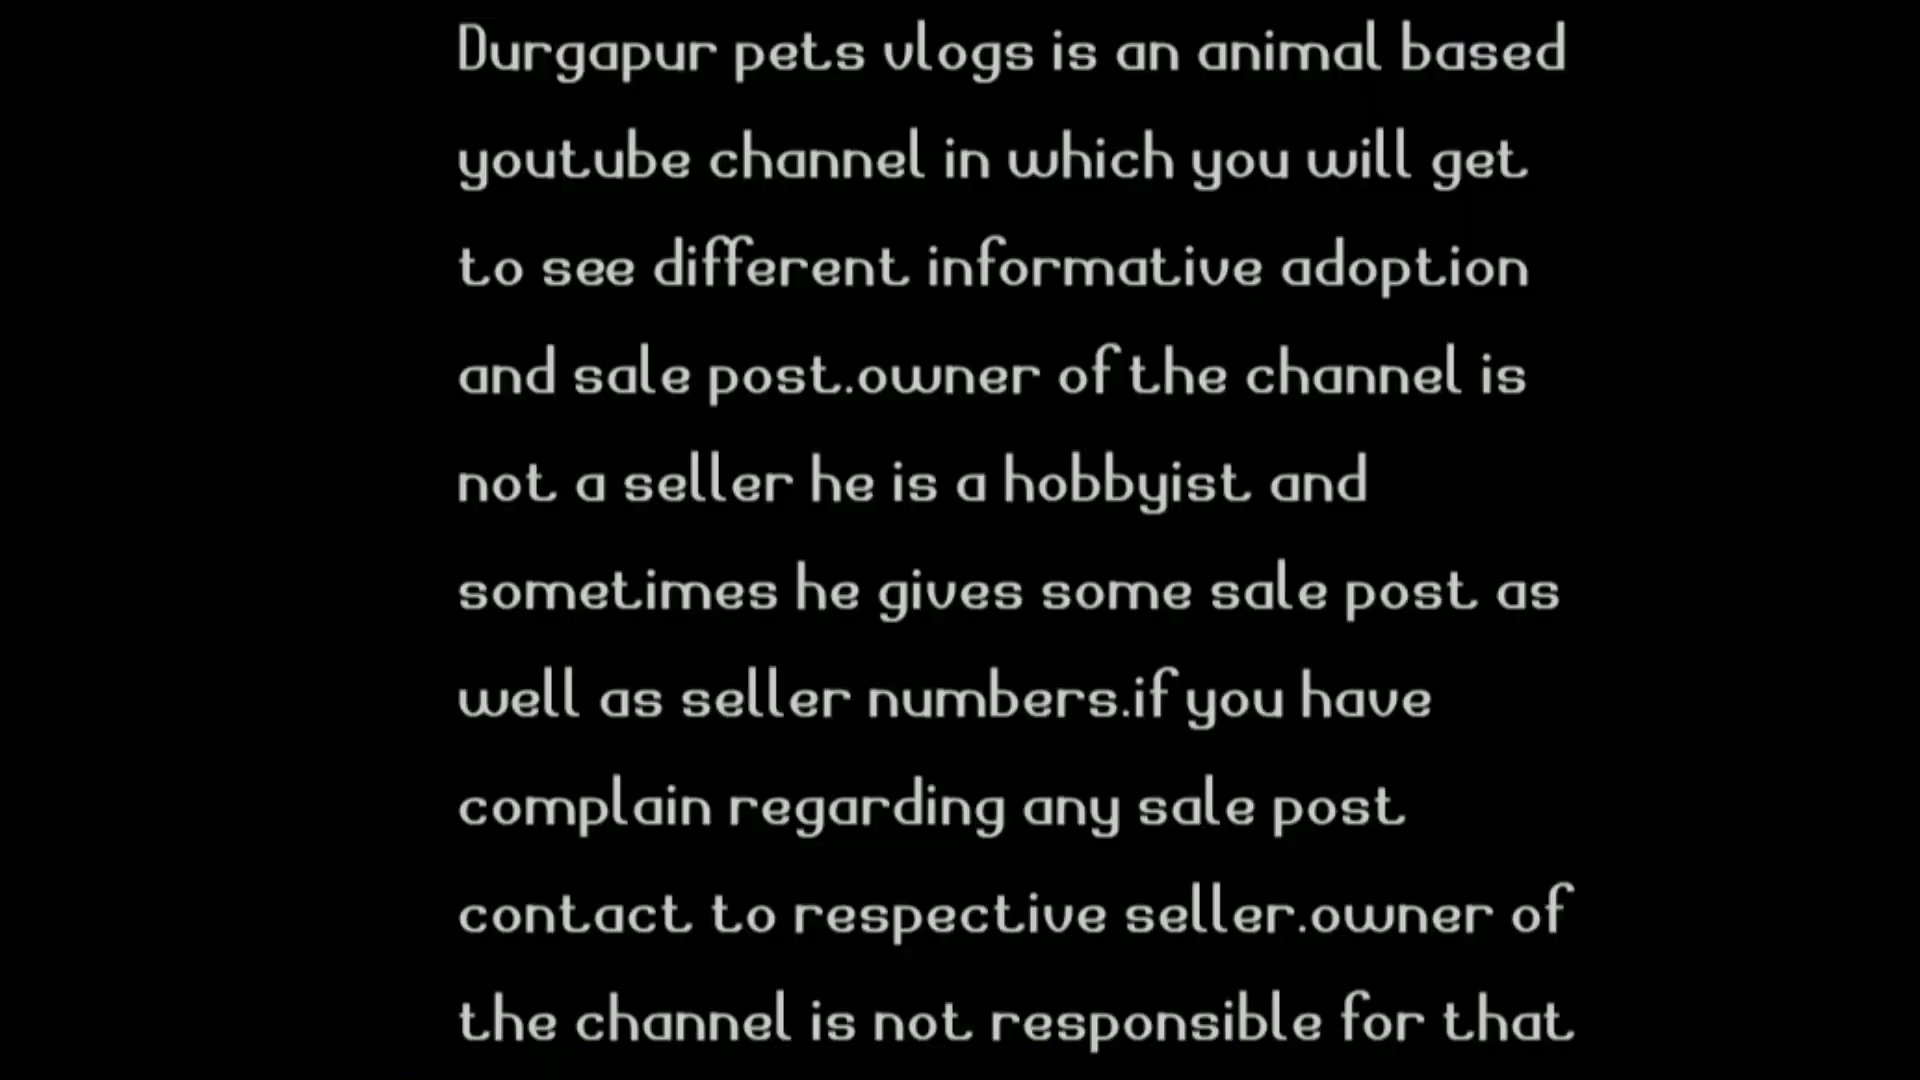 Durgapur pets vlogs is an animal based
youtube channel in which you will get
to see different informative adoption
and sale post.owner of the channel is
not a seller he is a hobbyist and
sometimes he gives some sale post as
well as seller numbers.if you have
complain regarding any sale post
contact to respective seller.owner of
the channel is not responsible for that